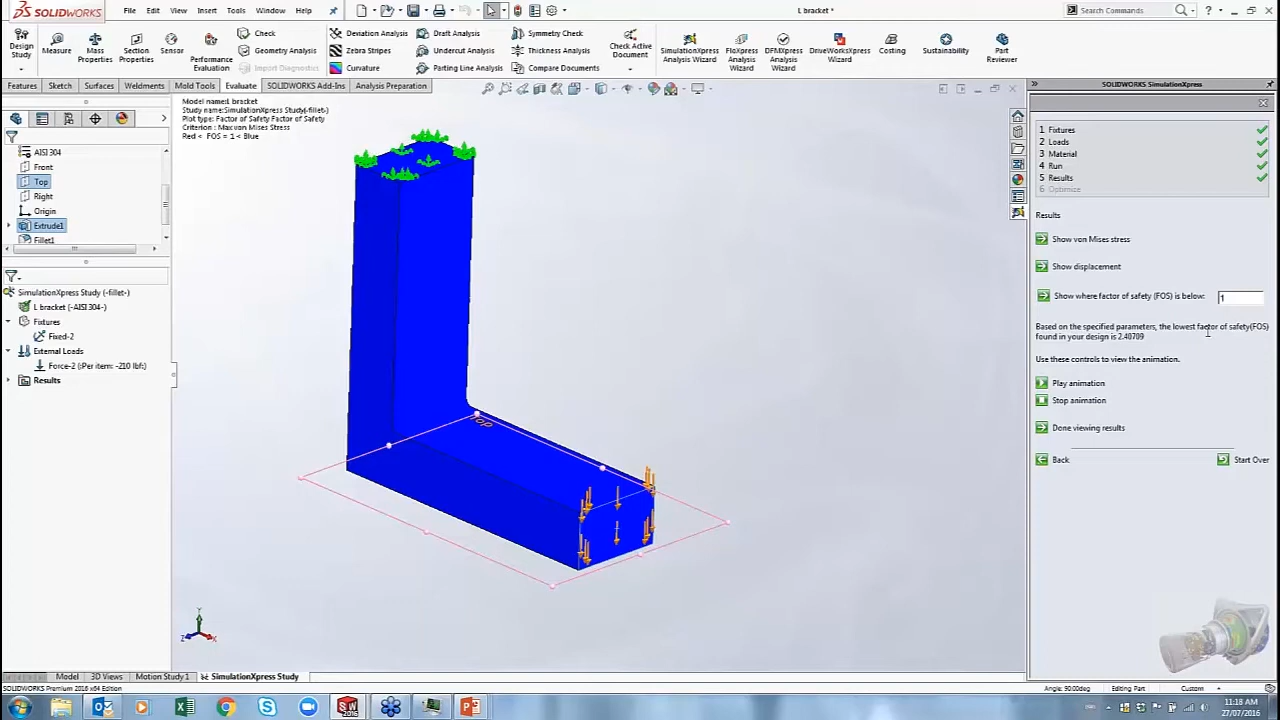 SOLIDWORKS
File Edit View Insert Tools Window Help
L bracket *
Search Commands
Design Study
Measure
Mass Properties
Section Properties
Sensor
Performance Evaluation
Check
Geometry Analysis
Import Diagnostics
Deviation Analysis
Zebra Stripes
Curvature
Draft Analysis
Undercut Analysis
Parting Line Analysis
Symmetry Check
Thickness Analysis
Compare Documents
Check Active Document
SimulationXpress Analysis Wizard
FloXpress Analysis Wizard
DFMXpress Analysis Wizard
DriveWorksXpress Wizard
Costing
Sustainability
Part Reviewer
Features Sketch Surfaces Weldments Mold Tools Evaluate SOLIDWORKS Add-Ins Analysis Preparation
SOLIDWORKS SimulationXpress
Model name:L bracket
Study name:SimulationXpress Study(-fillet-)
Plot type: Factor of Safety Factor of Safety
Criterion : Max von Mises Stress
Red < FOS = 1 < Blue
AISI 304
Front
Top
Right
Origin
Extrude1
Fillet1
SimulationXpress Study (-fillet-)
L bracket (-AISI 304-)
Fixtures
Fixed-2
External Loads
Force-2 (:Per item: -210 lbf:)
Results
Top
Y
Z
X
1 Fixtures
2 Loads
3 Material
4 Run
5 Results
6 Optimize
Results
Show von Mises stress
Show displacement
Show where factor of safety (FOS) is below: 1
Based on the specified parameters, the lowest factor of safety(FOS)
found in your design is 2.40709
Use these controls to view the animation.
Play animation
Stop animation
Done viewing results
Back Start Over
Model 3D Views Motion Study 1 SimulationXpress Study
SOLIDWORKS Premium 2016 x64 Edition
Angle: 90.00deg Editing Part Custom
11:18 AM
27/07/2016